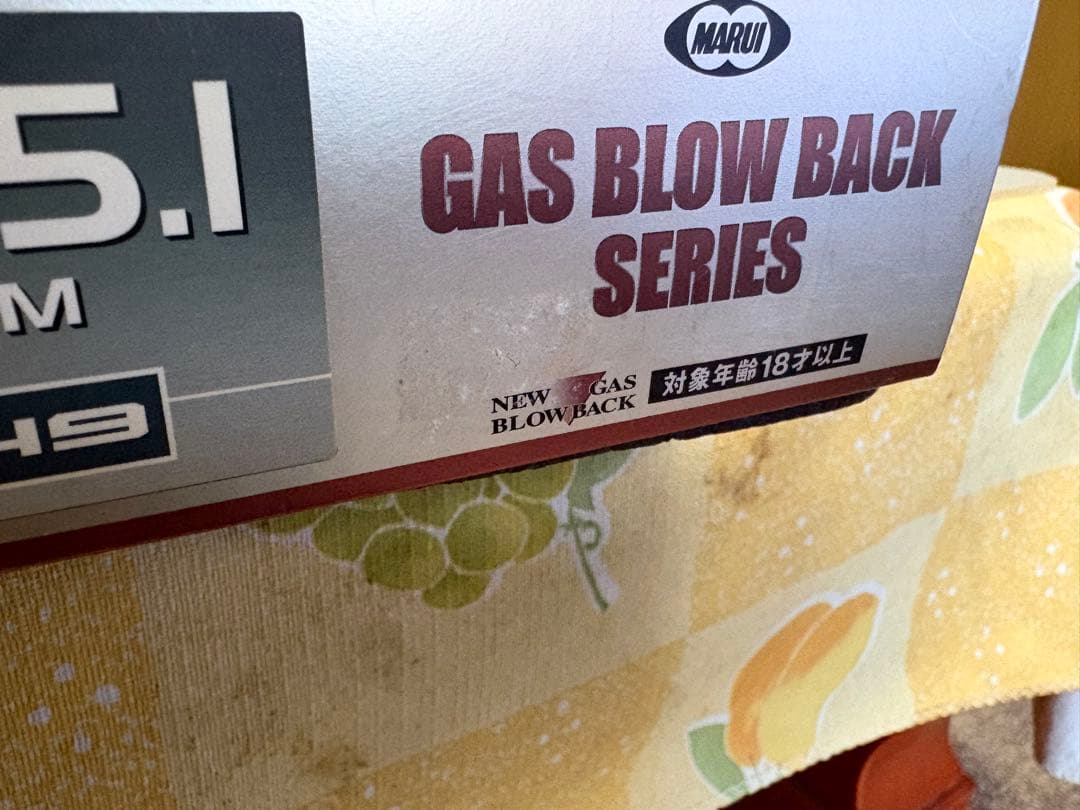 MARUI
5.1
GAS BLOW BACK
SERIES
M
NEW GAS
BLOW BACK
対象年齢18才以上
49